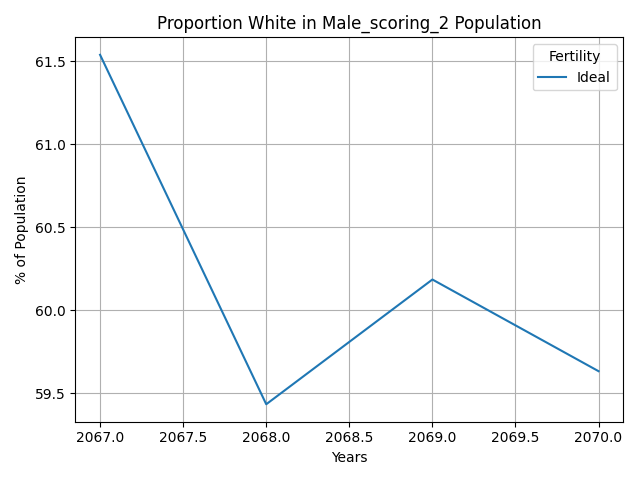 Proportion White in Male_scoring_2 Population
Fertility
Ideal
61.5
61.0
60.5
60.0
59.5
% of Population
2067.0 2067.5 2068.0 2068.5 2069.0 2069.5 2070.0
Years